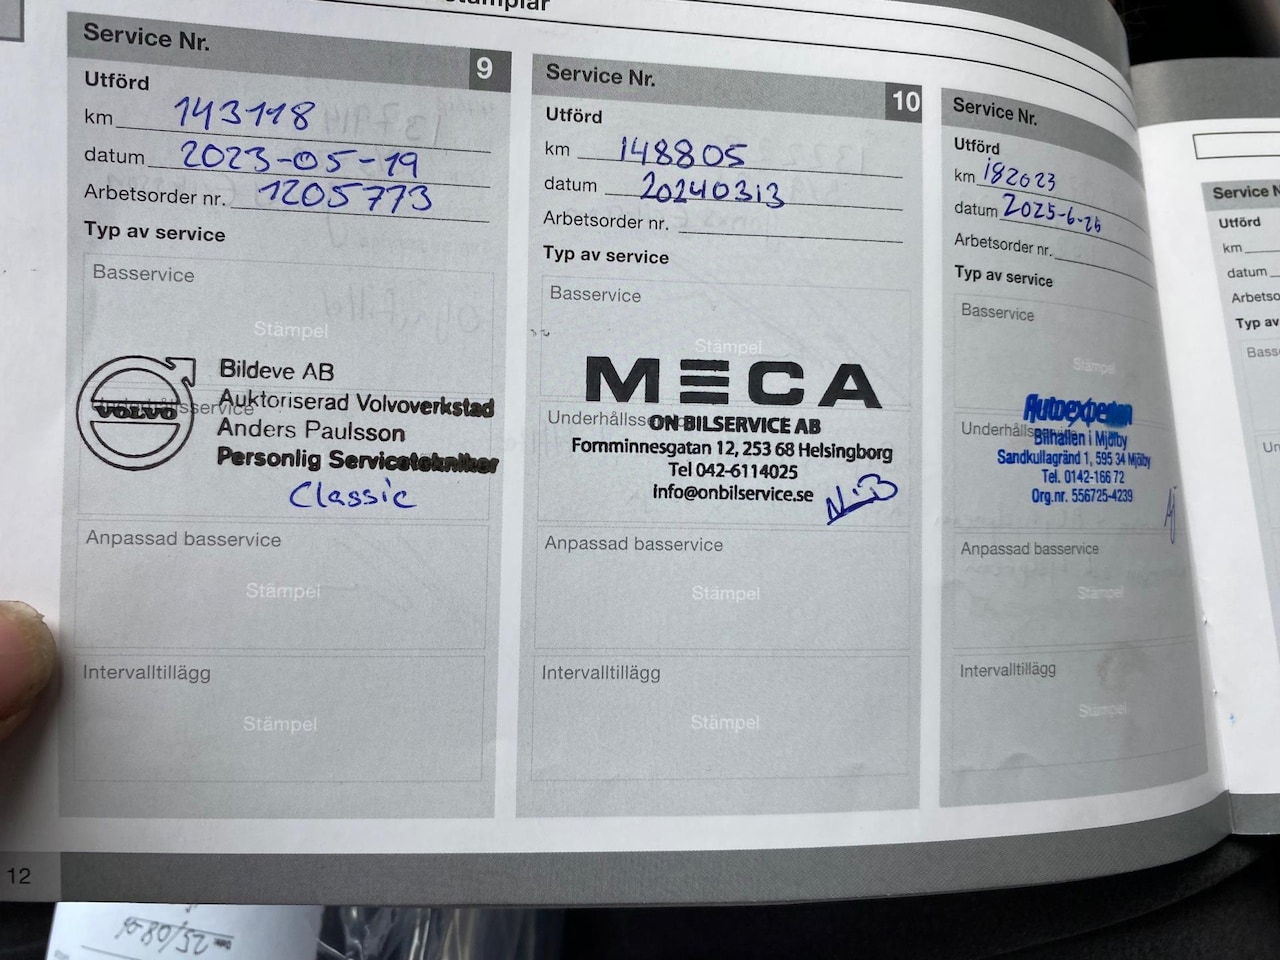 Service Nr.
9
Utförd
km 143118
datum 2023-05-19
Arbetsorder nr. 1205773
Typ av service
Basservice
Stämpel
VOLVO
Bildeve AB
Auktoriserad Volvoverkstad
Anders Paulsson
Personlig Servicetekniker
Classic
Anpassad basservice
Stämpel
Intervalltillägg
Stämpel
12
Service Nr.
10
Utförd
km 148805
datum 20240313
Arbetsorder nr.
Typ av service
Basservice
Stämpel
MECA
ON BILSERVICE AB
Fornminnesgatan 12, 253 68 Helsingborg
Tel 042-6114025
info@onbilservice.se
Anpassad basservice
Stämpel
Intervalltillägg
Stämpel
Service Nr.
Utförd
km 182023
datum 2025-6-26
Arbetsorder nr.
Typ av service
Basservice
Stämpel
Autoexperten
Bilhallen i Mjölby
Sandkullagränd 1, 595 34 Mjölby
Tel. 0142-166 72
Org.nr. 556725-4239
Anpassad basservice
Stämpel
Intervalltillägg
Stämpel
Service N
Utförd
km
datum
Arbetso
Typ av
Bass